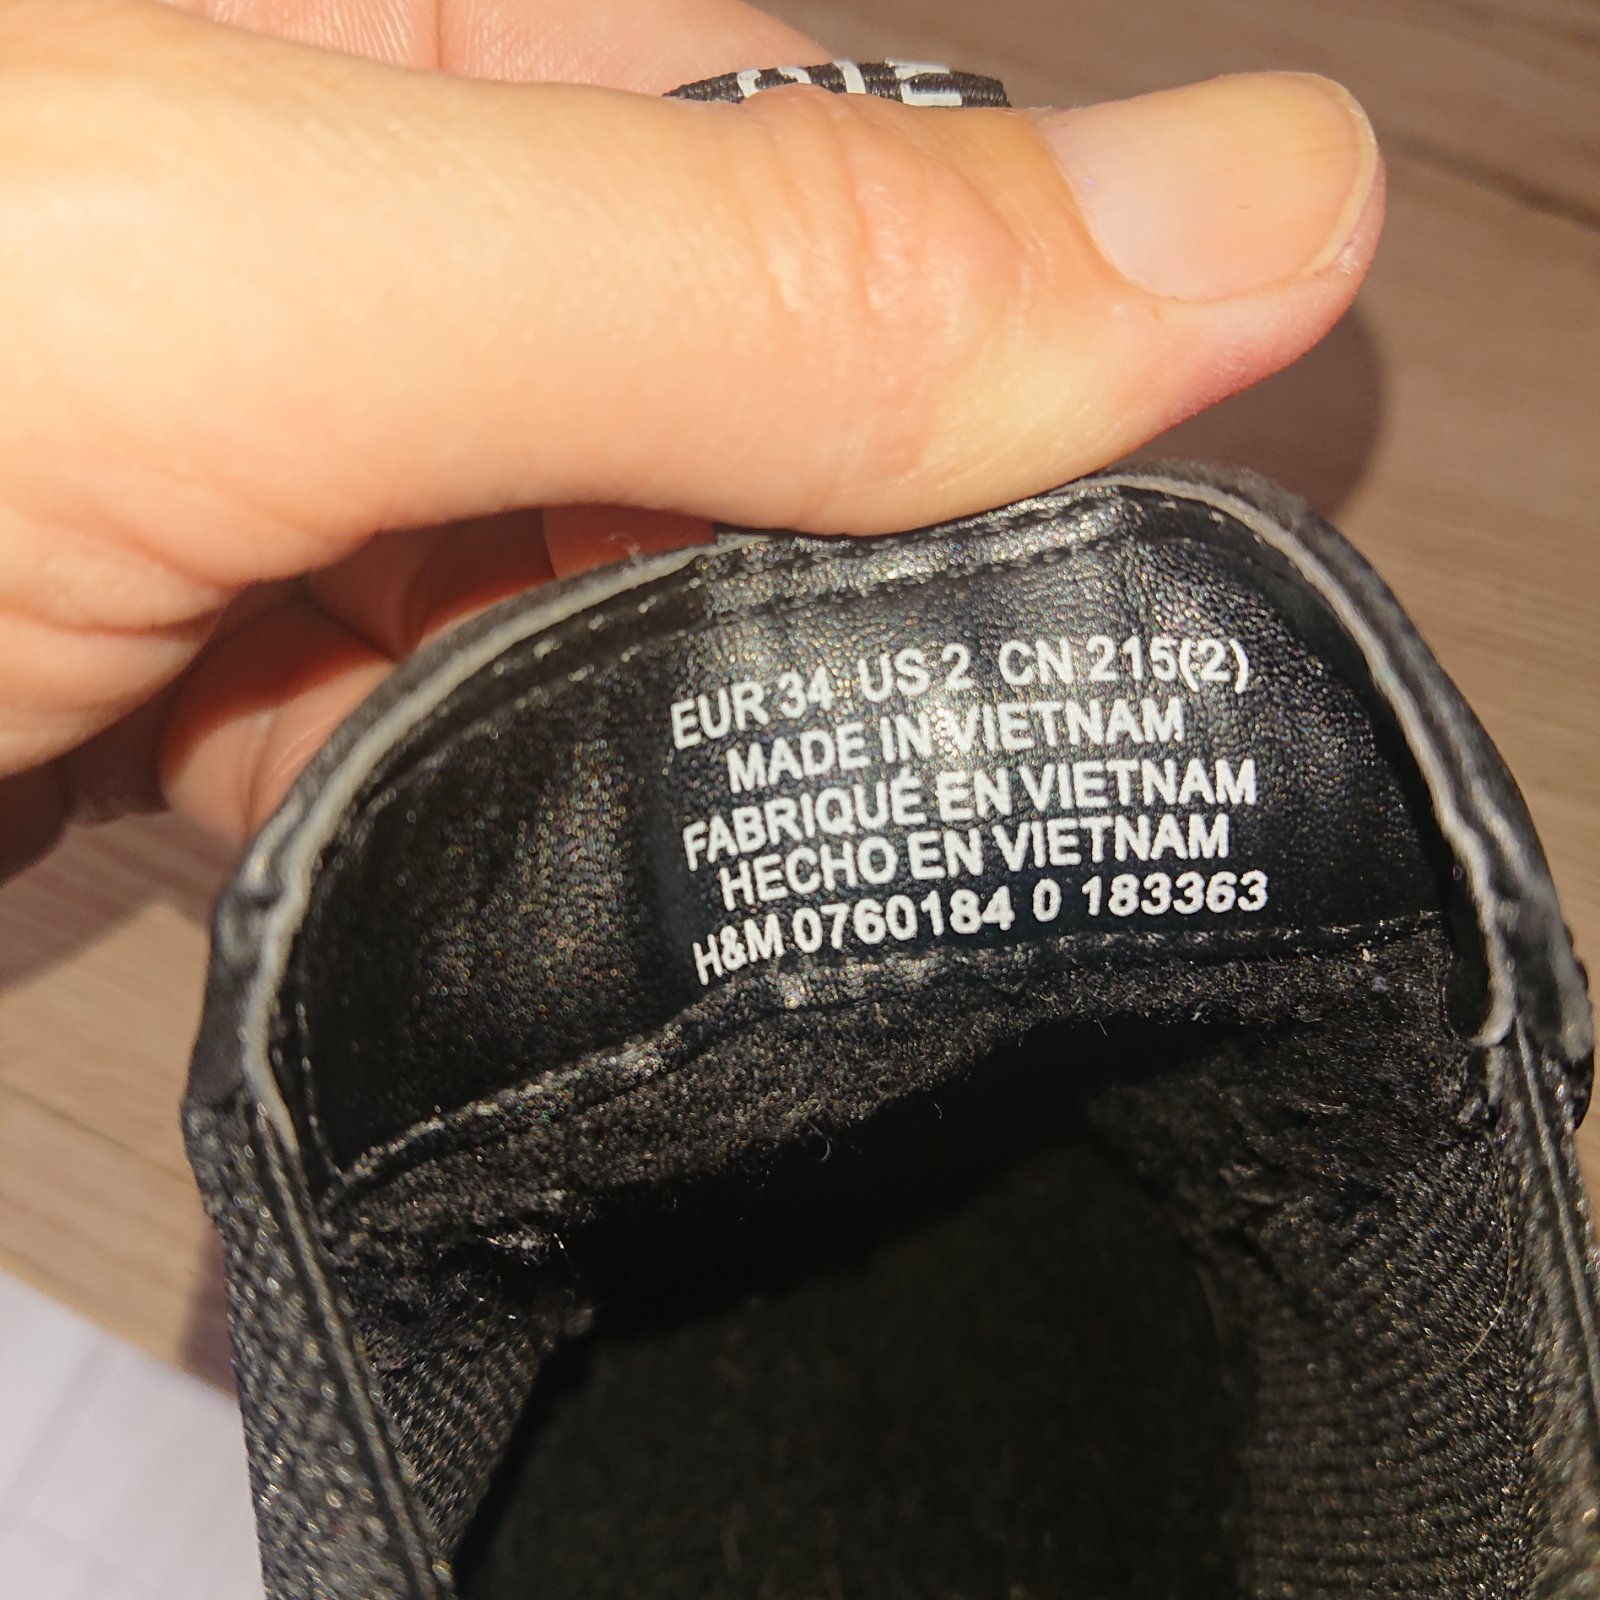 EUR 34 US 2 CN 215(2)
MADE IN VIETNAM
FABRIQUÉ EN VIETNAM
HECHO EN VIETNAM
H&M 0760184 0 183363